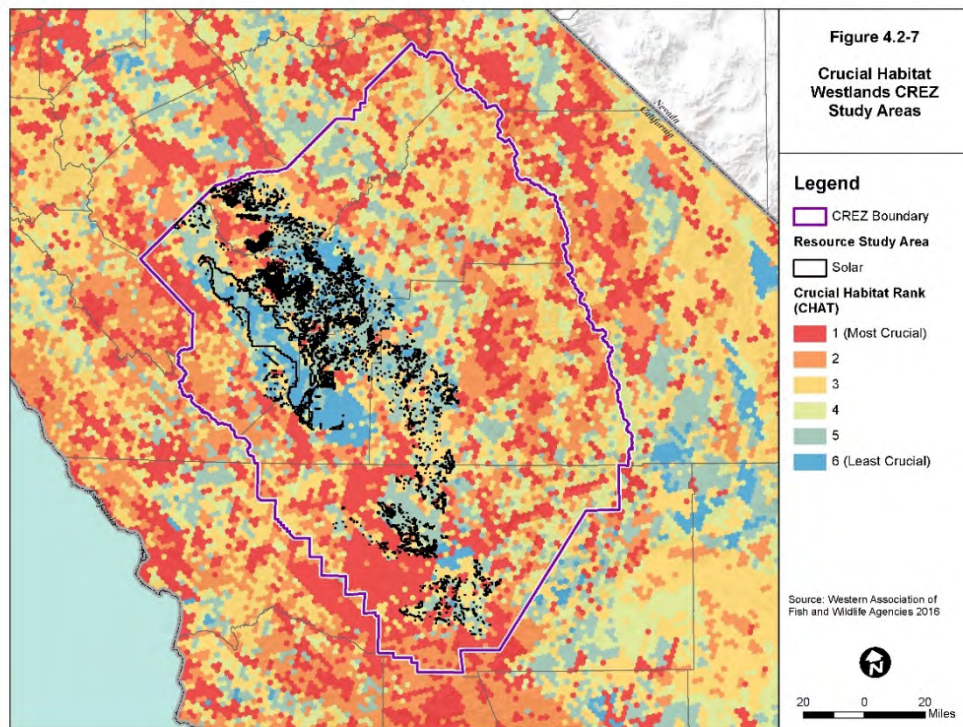 Nevada
California
Figure 4.2-7
Crucial Habitat
Westlands CREZ
Study Areas
Legend
CREZ Boundary
Resource Study Area
Solar
Crucial Habitat Rank
(CHAT)
1 (Most Crucial)
2
3
4
5
6 (Least Crucial)
Source: Western Association of
Fish and Wildlife Agencies 2016
N
20 0 20
Miles